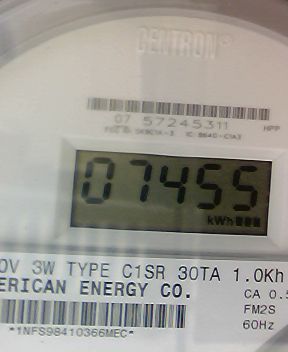 CENTRON®
07 57245311
HPP
07455
kWh
0V 3W TYPE C1SR 30TA 1.0Kh
ERICAN ENERGY CO.
CA 0.5
FM2S
60Hz
*1NFS98410366MEC*